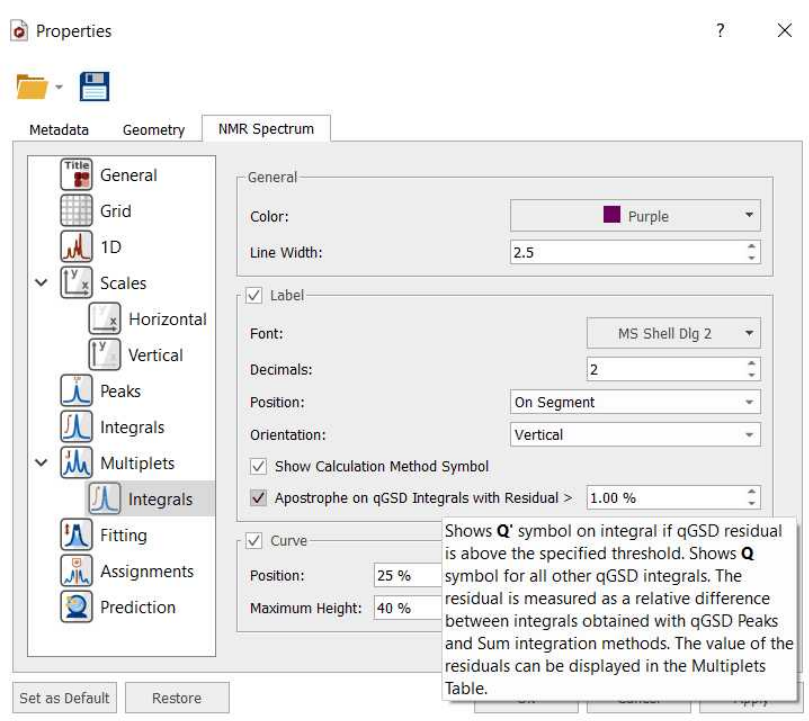 Properties
?
Metadata Geometry NMR Spectrum
Title
General
Grid
1D
y
x
Scales
x
Horizontal
y
Vertical
Peaks
Integrals
Multiplets
Integrals
Fitting
Assignments
Prediction
General
Color: Purple
Line Width: 2.5
Label
Font: MS Shell Dlg 2
Decimals: 2
Position: On Segment
Orientation: Vertical
Show Calculation Method Symbol
Apostrophe on qGSD Integrals with Residual > 1.00 %
Curve
Position: 25 %
Maximum Height: 40 %
Shows Q' symbol on integral if qGSD residual
is above the specified threshold. Shows Q
symbol for all other qGSD integrals. The
residual is measured as a relative difference
between integrals obtained with qGSD Peaks
and Sum integration methods. The value of the
residuals can be displayed in the Multiplets
Table.
Set as Default Restore